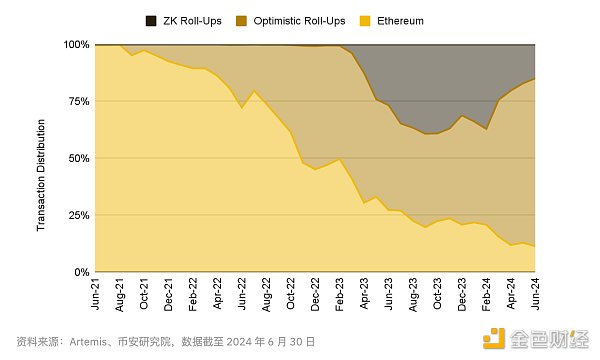 ZK Roll-Ups Optimistic Roll-Ups Ethereum
100%
75%
50%
25%
0%
Transaction Distribution
Jun-21 Aug-21 Oct-21 Dec-21 Feb-22 Apr-22 Jun-22 Aug-22 Oct-22 Dec-22 Feb-23 Apr-23 Jun-23 Aug-23 Oct-23 Dec-23 Feb-24 Apr-24 Jun-24
资料来源：Artemis、币安研究院，数据截至 2024 年 6 月 30 日
金色财经